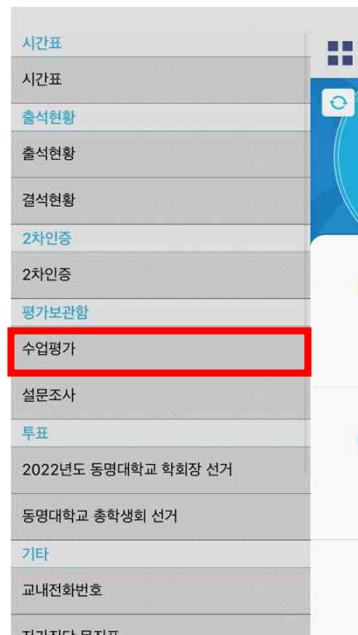 시간표
시간표
출석현황
출석현황
결석현황
2차인증
2차인증
평가보관함
수업평가
설문조사
투표
2022년도 동명대학교 학회장 선거
동명대학교 총학생회 선거
기타
교내전화번호